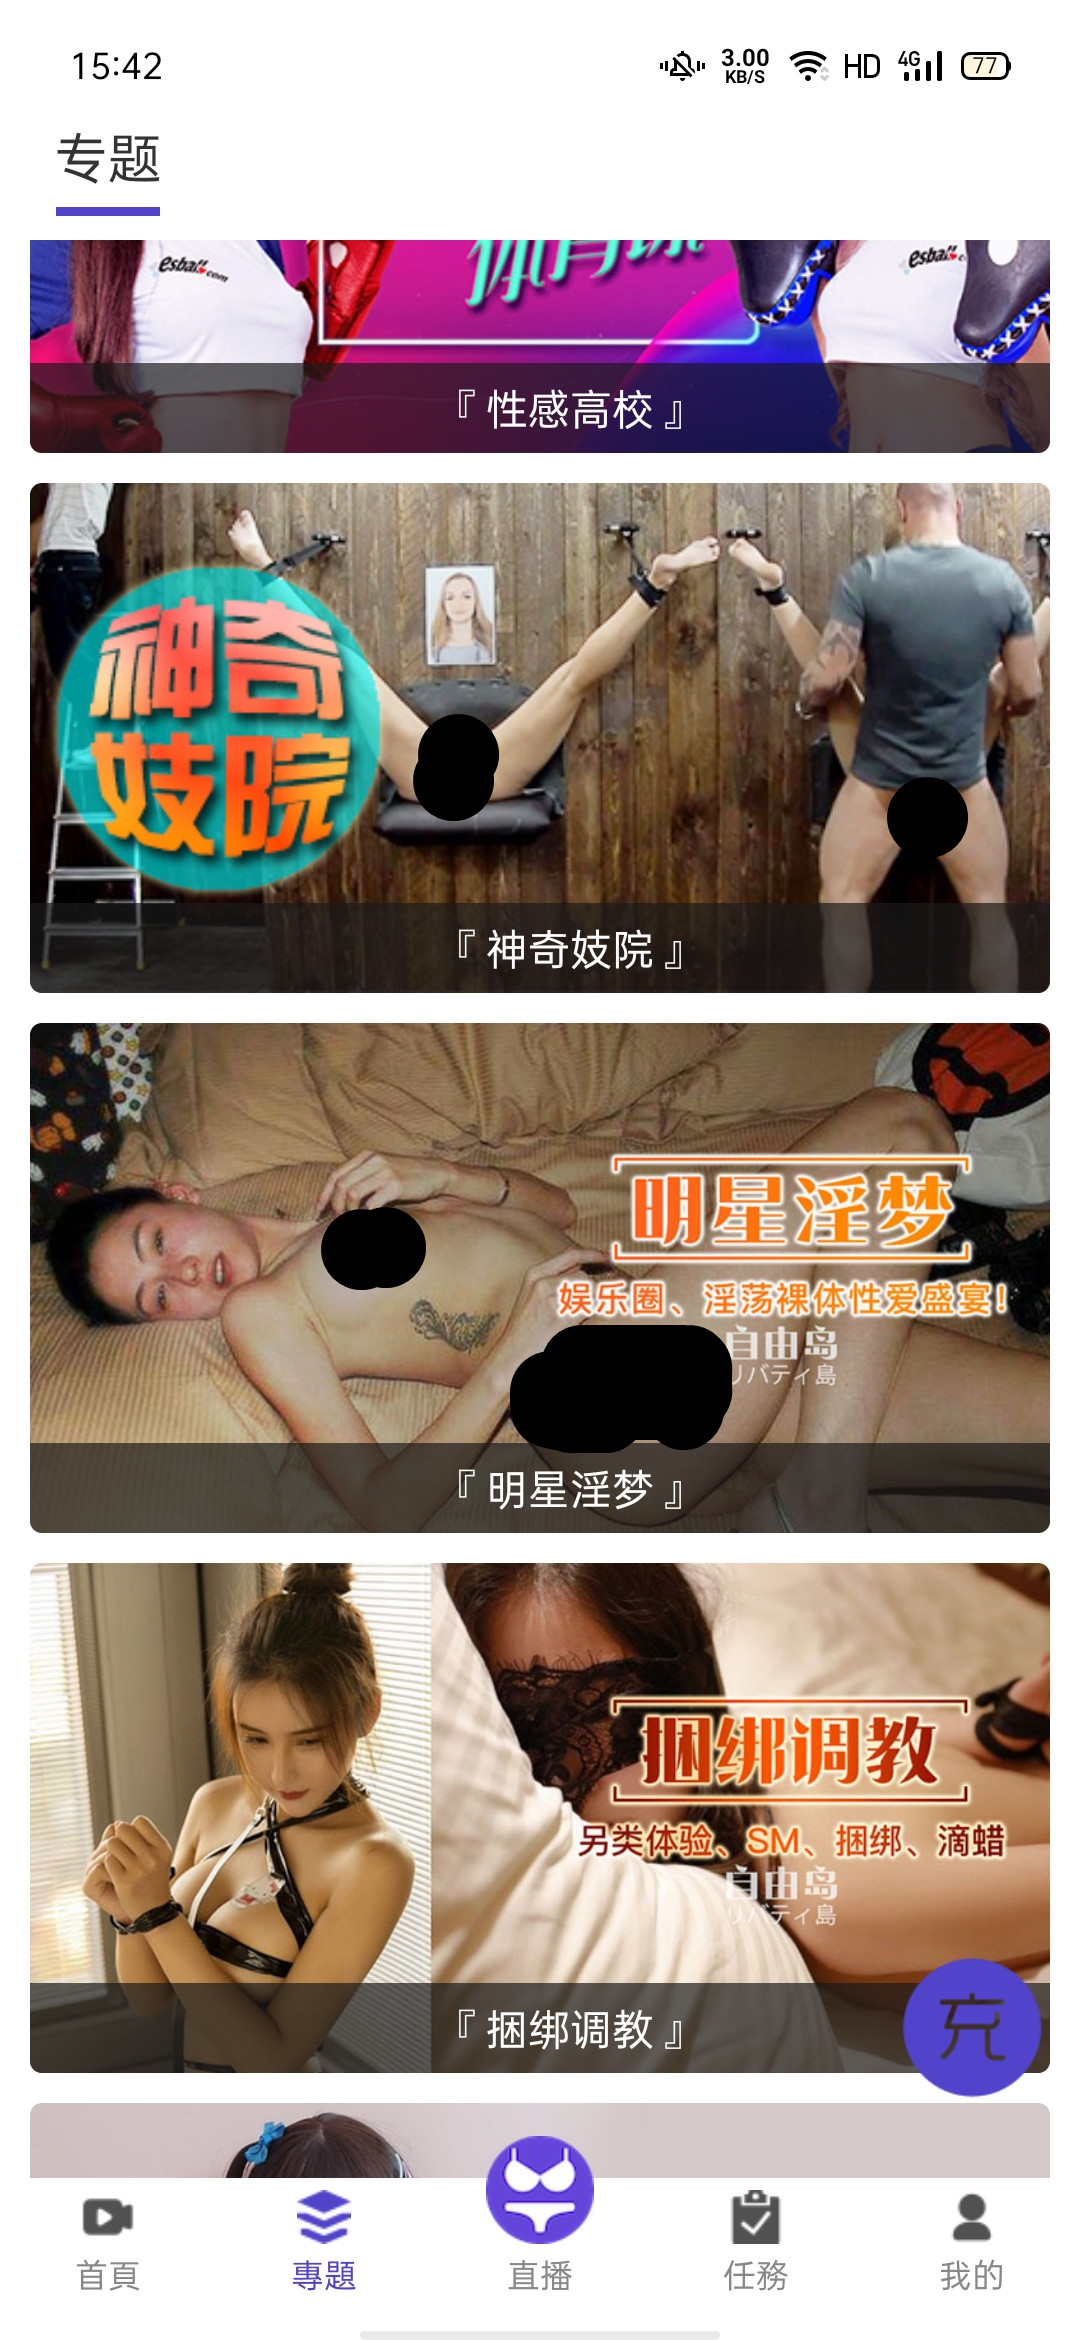 15:42
3.00
KB/S
HD
4G
77
专题
esball.com
体育
『 性感高校 』
神奇
妓院
『 神奇妓院 』
明星淫梦
娱乐圈、淫荡裸体性爱盛宴!
自由岛
リバティ島
『 明星淫梦 』
捆绑调教
另类体验、SM、捆绑、滴蜡
自由岛
リバティ島
『 捆绑调教 』
充
首頁
專題
直播
任務
我的